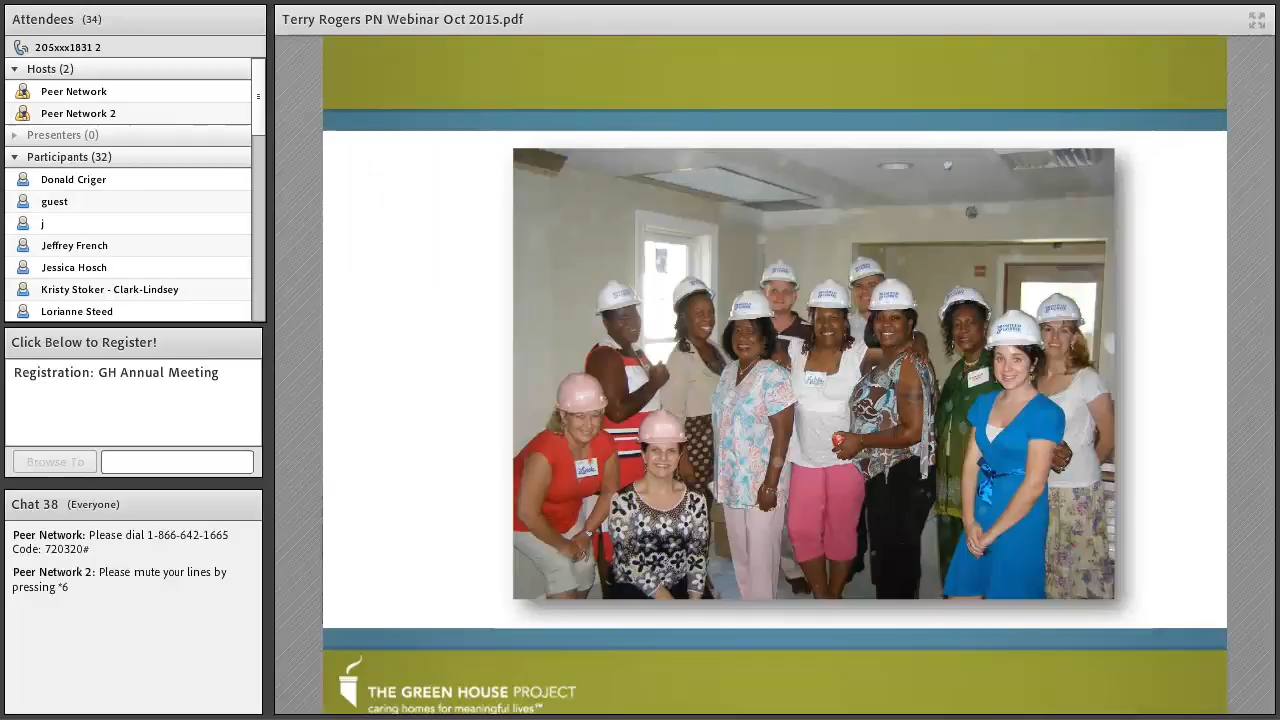 Attendees (34)
205xxx1831 2
Hosts (2)
Peer Network
Peer Network 2
Presenters (0)
Participants (32)
Donald Criger
guest
j
Jeffrey French
Jessica Hosch
Kristy Stoker - Clark-Lindsey
Lorianne Steed
Click Below to Register!
Registration: GH Annual Meeting
Browse To
Chat 38 (Everyone)
Peer Network: Please dial 1-866-642-1665
Code: 720320#
Peer Network 2: Please mute your lines by
pressing *6
Terry Rogers PN Webinar Oct 2015.pdf
THE GREEN HOUSE PROJECT
caring homes for meaningful lives℠